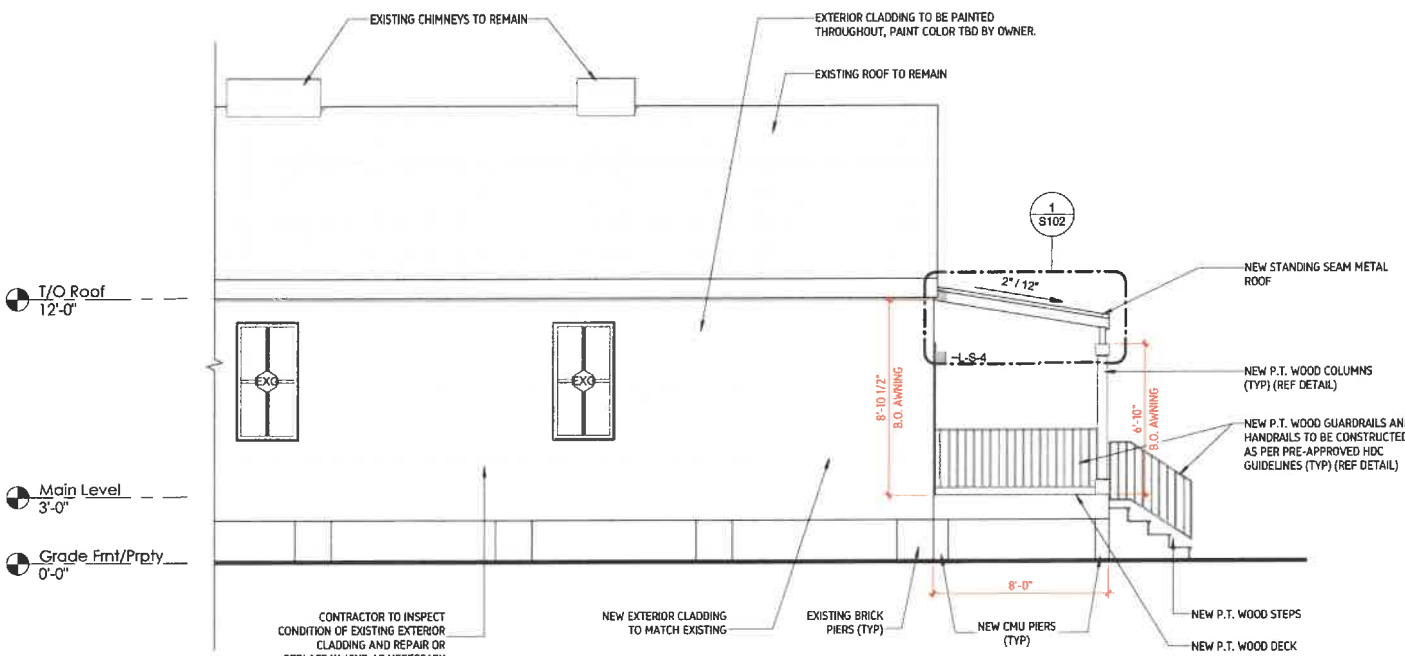 EXISTING CHIMNEYS TO REMAIN
EXTERIOR CLADDING TO BE PAINTED
THROUGHOUT, PAINT COLOR TBD BY OWNER.
EXISTING ROOF TO REMAIN
1
S102
2" / 12"
NEW STANDING SEAM METAL
ROOF
T/O Roof
12'-0"
EXG
EXG
L-S-4
8'-10 1/2"
B.O. AWNING
6'-10"
B.O. AWNING
NEW P.T. WOOD COLUMNS
(TYP) (REF DETAIL)
NEW P.T. WOOD GUARDRAILS AN
HANDRAILS TO BE CONSTRUCTED
AS PER PRE-APPROVED HDC
GUIDELINES (TYP) (REF DETAIL)
Main Level
3'-0"
Grade Frnt/Prpty
0'-0"
8'-0"
CONTRACTOR TO INSPECT
CONDITION OF EXISTING EXTERIOR
CLADDING AND REPAIR OR
NEW EXTERIOR CLADDING
TO MATCH EXISTING
EXISTING BRICK
PIERS (TYP)
NEW CMU PIERS
(TYP)
NEW P.T. WOOD STEPS
NEW P.T. WOOD DECK